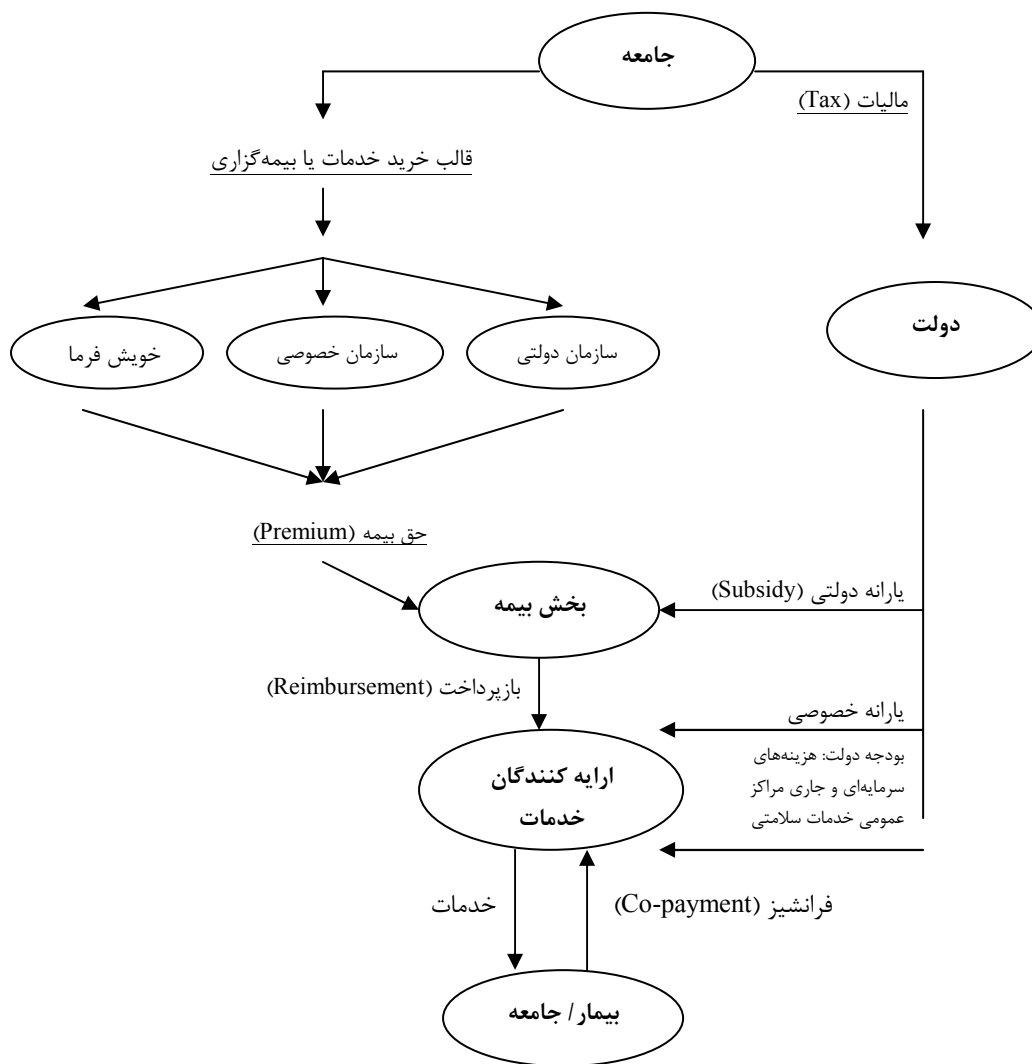 جامعه
مالیات (Tax)
قالب خرید خدمات یا بیمه‌گزاری
دولت
سازمان دولتی
سازمان خصوصی
خویش فرما
حق بیمه (Premium)
یارانه دولتی (Subsidy)
بخش بیمه
بازپرداخت (Reimbursement)
یارانه خصوصی
بودجه دولت: هزینه‌های
سرمایه‌ای و جاری مراکز
عمومی خدمات سلامتی
ارایه کنندگان
خدمات
خدمات
فرانشیز (Co-payment)
بیمار/ جامعه